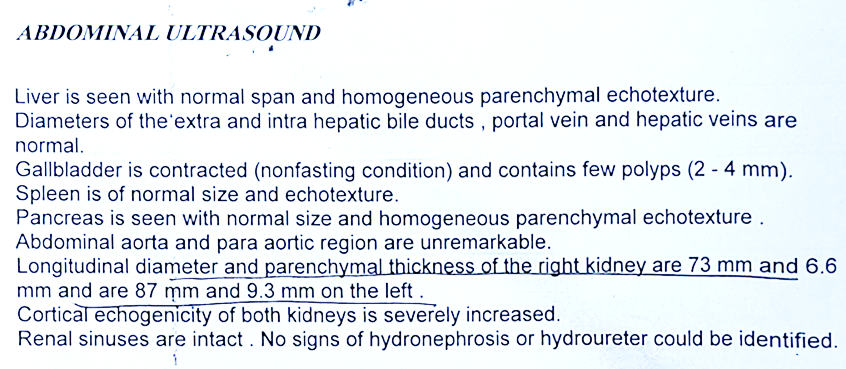 ABDOMINAL ULTRASOUND
Liver is seen with normal span and homogeneous parenchymal echotexture.
Diameters of the extra and intra hepatic bile ducts , portal vein and hepatic veins are
normal.
Gallbladder is contracted (nonfasting condition) and contains few polyps (2 - 4 mm).
Spleen is of normal size and echotexture.
Pancreas is seen with normal size and homogeneous parenchymal echotexture .
Abdominal aorta and para aortic region are unremarkable.
Longitudinal diameter and parenchymal thickness of the right kidney are 73 mm and 6.6
mm and are 87 mm and 9.3 mm on the left .
Cortical echogenicity of both kidneys is severely increased.
Renal sinuses are intact . No signs of hydronephrosis or hydroureter could be identified.